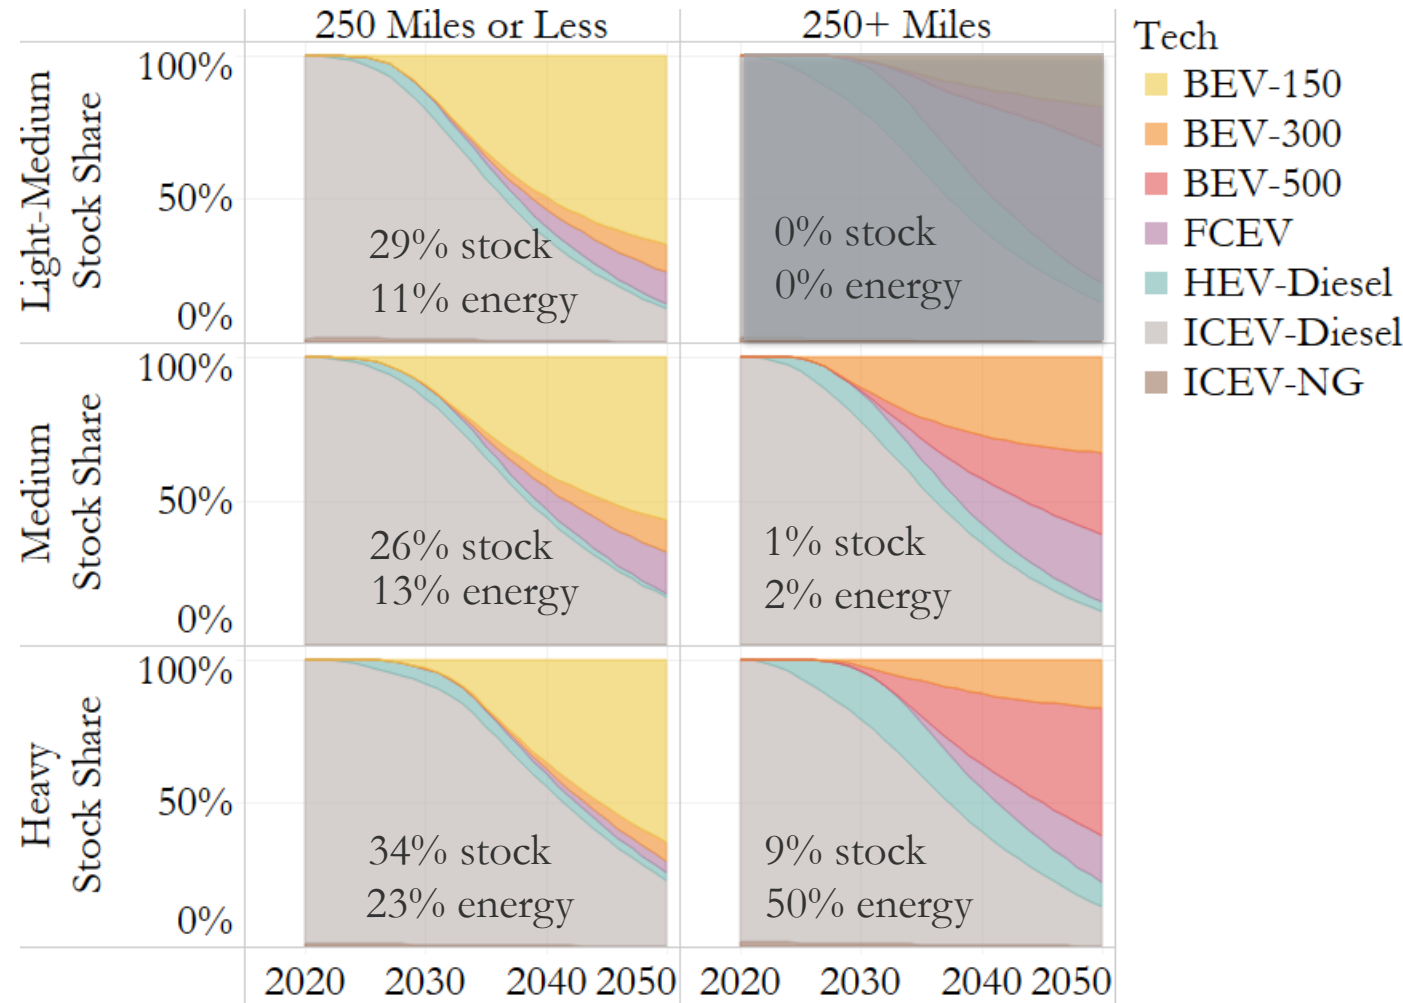 250 Miles or Less
250+ Miles
Tech
BEV-150
BEV-300
BEV-500
FCEV
HEV-Diesel
ICEV-Diesel
ICEV-NG
Light-Medium
Stock Share
100%
50%
0%
29% stock
11% energy
0% stock
0% energy
Medium
Stock Share
100%
50%
0%
26% stock
13% energy
1% stock
2% energy
Heavy
Stock Share
100%
50%
0%
34% stock
23% energy
9% stock
50% energy
2020 2030 2040 2050
2020 2030 2040 2050